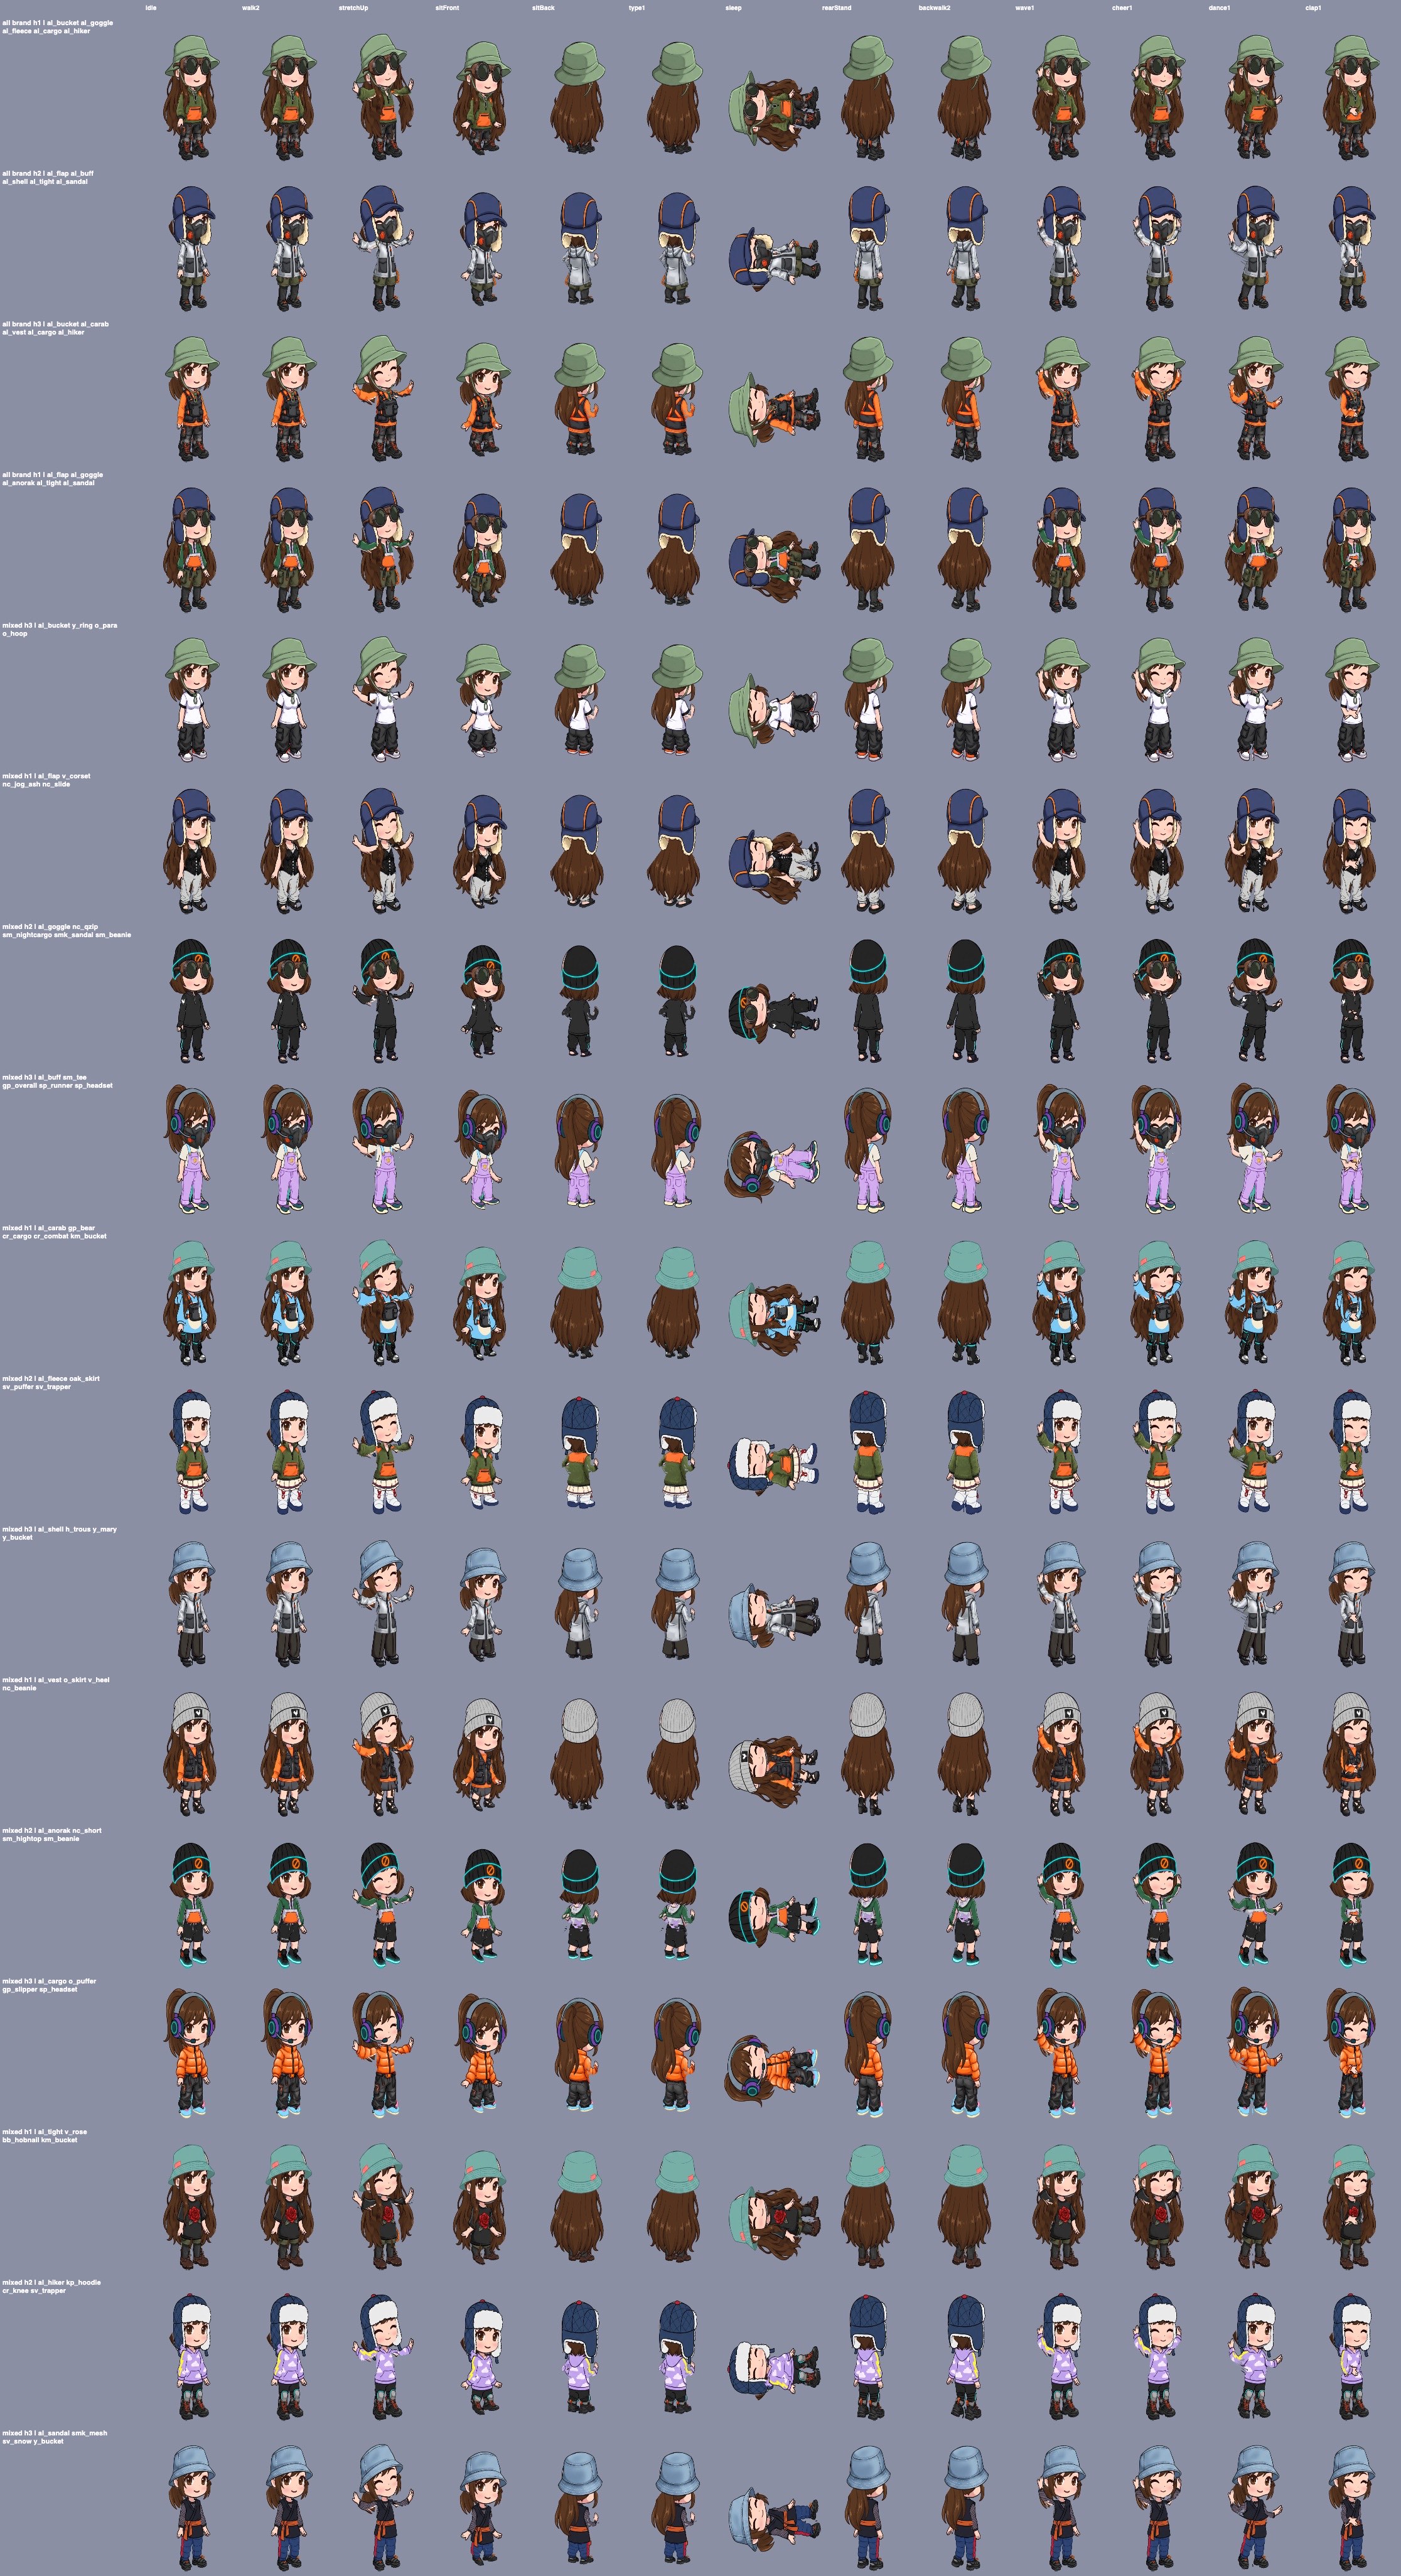 idle walk2 stretchUp sitFront sitBack type1 sleep rearStand backwalk2 wave1 cheer1 dance1 clap1
all brand h1 | al_bucket al_goggle
al_fleece al_cargo al_hiker
all brand h2 | al_flap al_buff
al_shell al_tight al_sandal
all brand h3 | al_bucket al_carab
al_vest al_cargo al_hiker
all brand h1 | al_flap al_goggle
al_anorak al_tight al_sandal
mixed h3 | al_bucket y_ring o_para
o_hoop
mixed h1 | al_flap v_corset
nc_jog_ash nc_slide
mixed h2 | al_goggle nc_qzip
sm_nightcargo smk_sandal sm_beanie
mixed h3 | al_buff sm_tee
gp_overall sp_runner sp_headset
mixed h1 | al_carab gp_bear
cr_cargo cr_combat km_bucket
mixed h2 | al_fleece oak_skirt
sv_puffer sv_trapper
mixed h3 | al_shell h_trous y_mary
y_bucket
mixed h1 | al_vest o_skirt v_heel
nc_beanie
mixed h2 | al_anorak nc_short
sm_hightop sm_beanie
mixed h3 | al_cargo o_puffer
gp_slipper sp_headset
mixed h1 | al_tight v_rose
bb_hobnail km_bucket
mixed h2 | al_hiker kp_hoodie
cr_knee sv_trapper
mixed h3 | al_sandal smk_mesh
sv_snow y_bucket